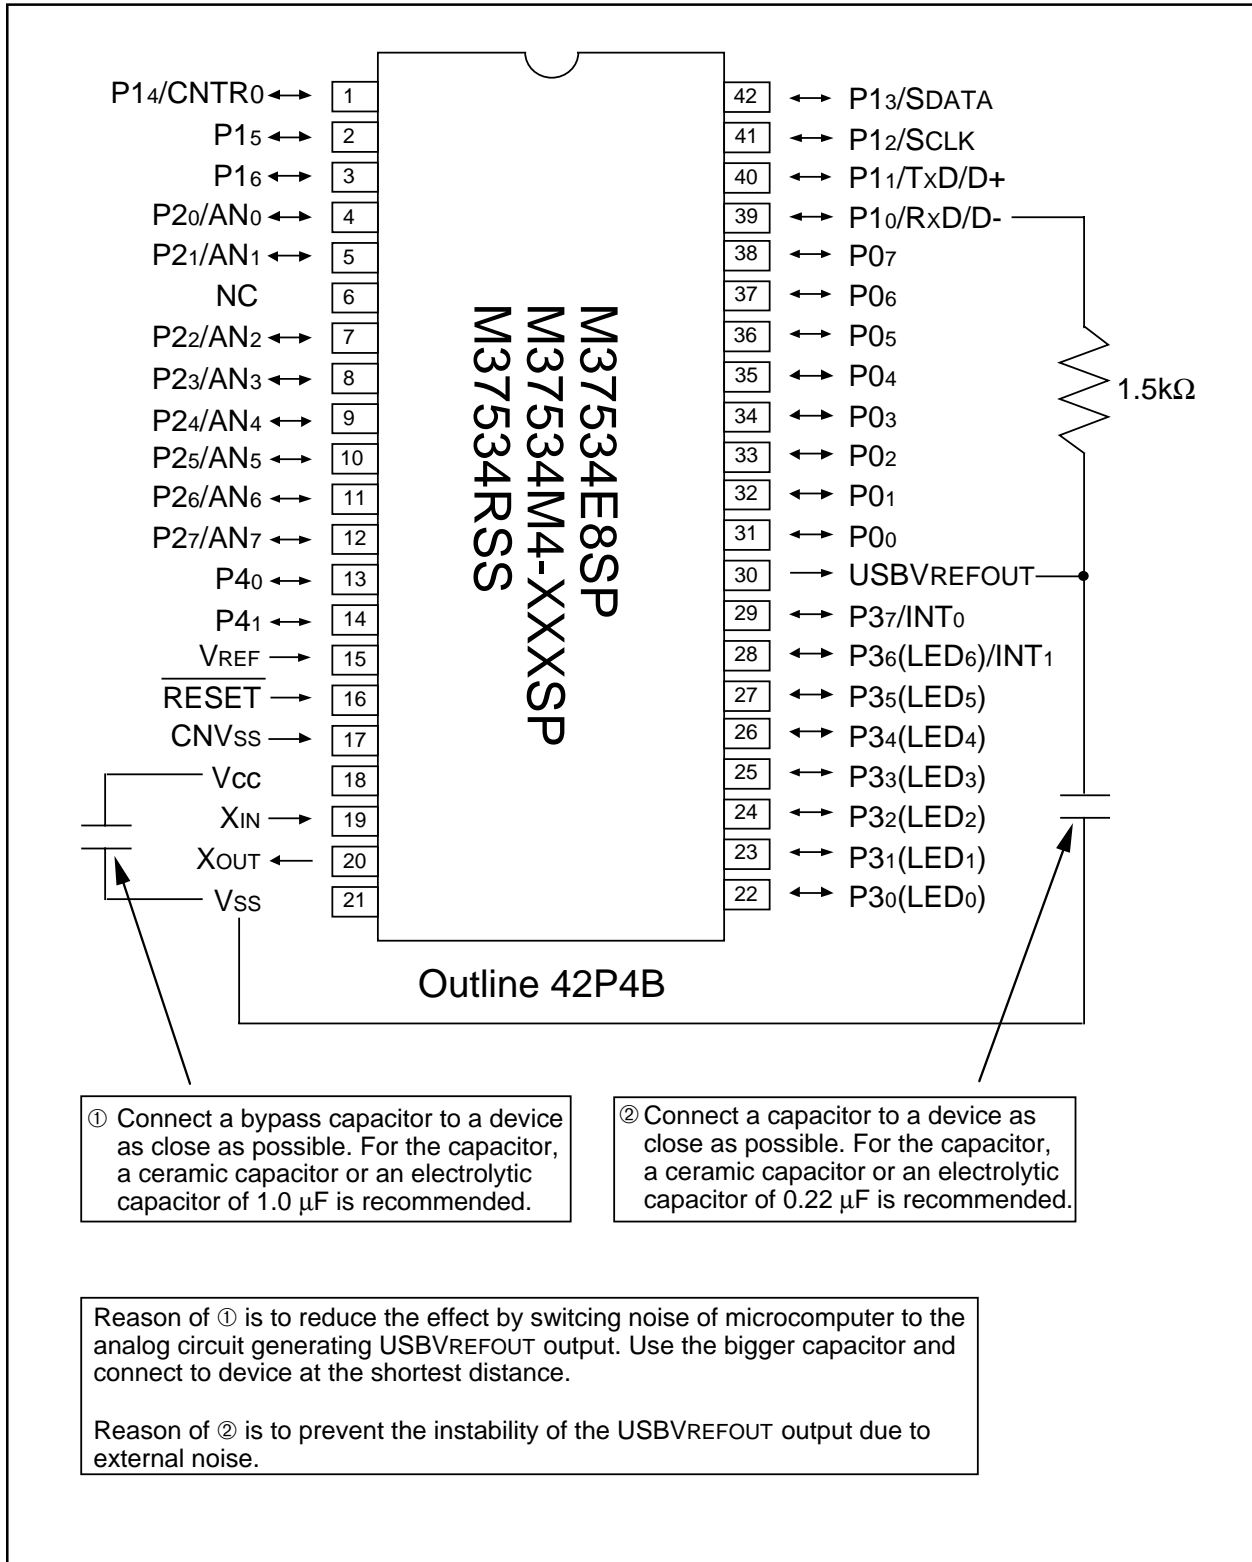 P14/CNTR0 1
P15 2
P16 3
P20/AN0 4
P21/AN1 5
NC 6
P22/AN2 7
P23/AN3 8
P24/AN4 9
P25/AN5 10
P26/AN6 11
P27/AN7 12
P40 13
P41 14
VREF 15
RESET 16
CNVSS 17
Vcc 18
XIN 19
XOUT 20
VSS 21
M37534E8SP
M37534M4-XXXSP
M37534RSS
42 P13/SDATA
41 P12/SCLK
40 P11/TxD/D+
39 P10/RxD/D-
38 P07
37 P06
36 P05
35 P04
34 P03
33 P02
32 P01
31 P00
30 USBVREFOUT
29 P37/INT0
28 P36(LED6)/INT1
27 P35(LED5)
26 P34(LED4)
25 P33(LED3)
24 P32(LED2)
23 P31(LED1)
22 P30(LED0)
1.5kΩ
Outline 42P4B
① Connect a bypass capacitor to a device
as close as possible. For the capacitor,
a ceramic capacitor or an electrolytic
capacitor of 1.0 μF is recommended.
② Connect a capacitor to a device as
close as possible. For the capacitor,
a ceramic capacitor or an electrolytic
capacitor of 0.22 μF is recommended.
Reason of ① is to reduce the effect by switcing noise of microcomputer to the
analog circuit generating USBVREFOUT output. Use the bigger capacitor and
connect to device at the shortest distance.
Reason of ② is to prevent the instability of the USBVREFOUT output due to
external noise.